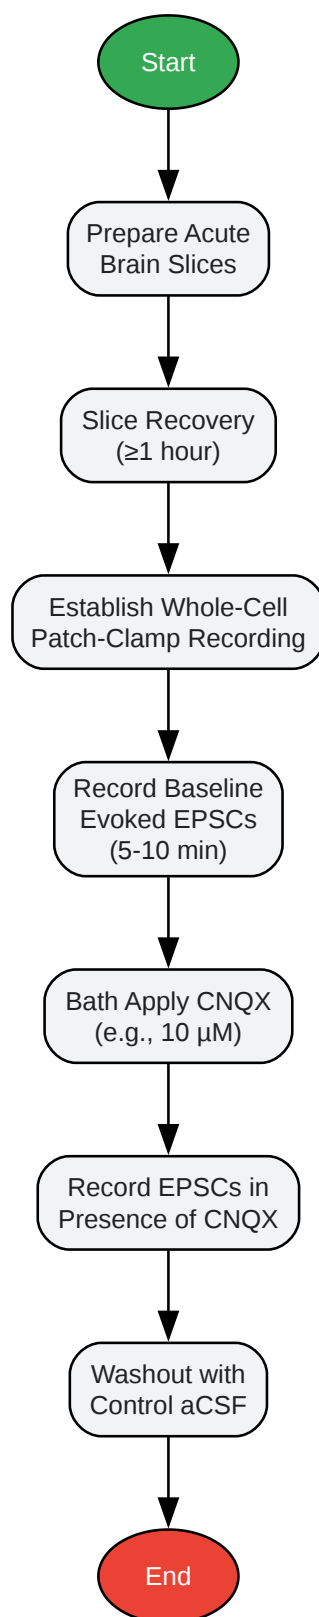 Start
Prepare Acute
Brain Slices
Slice Recovery
(≥1 hour)
Establish Whole-Cell
Patch-Clamp Recording
Record Baseline
Evoked EPSCs
(5-10 min)
Bath Apply CNQX
(e.g., 10 µM)
Record EPSCs in
Presence of CNQX
Washout with
Control aCSF
End